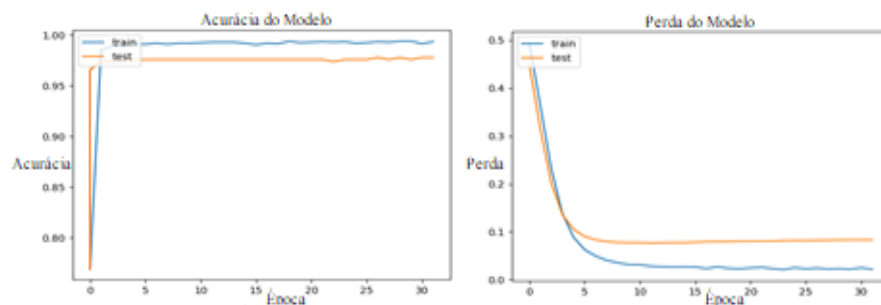 Acurácia do Modelo
1.00
train
test
0.95
0.90
Acurácia
0.85
0.80
0 5 10 15 20 25 30
Época
Perda do Modelo
0.5
train
test
0.4
0.3
Perda
0.2
0.1
0.0
0 5 10 15 20 25 30
Época